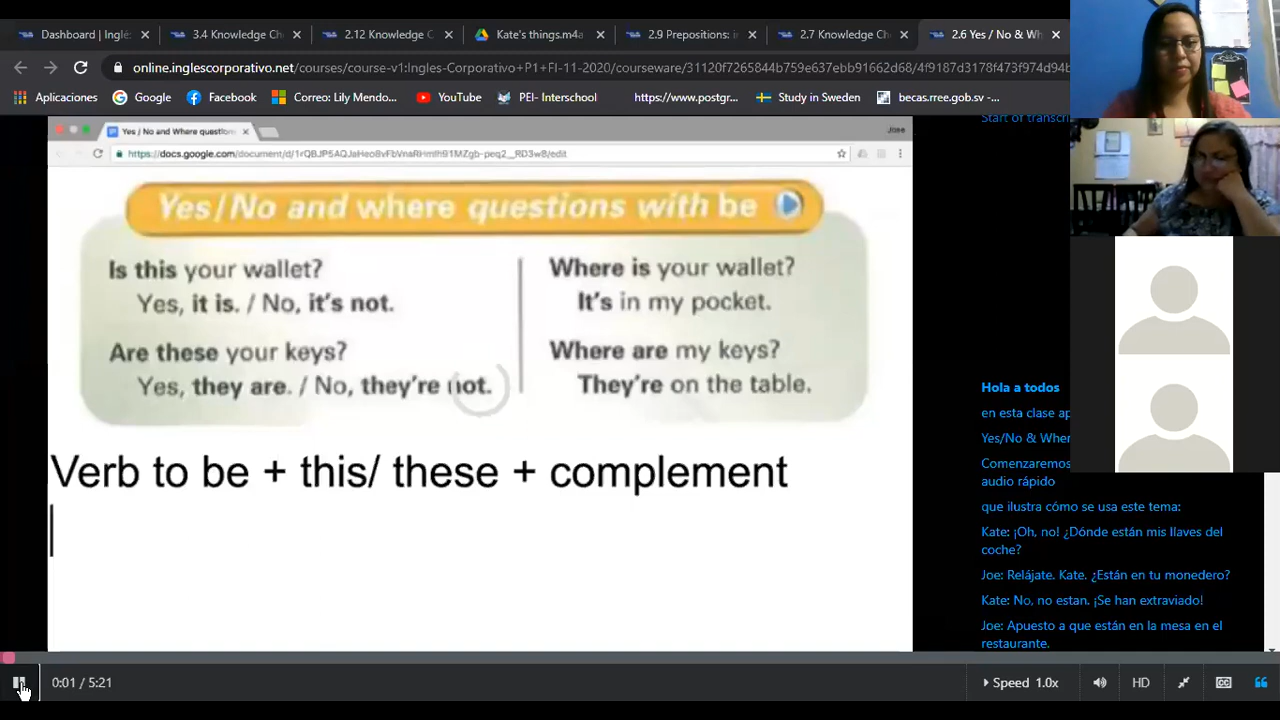 Dashboard | Inglés
3.4 Knowledge Ch
2.12 Knowledge C
Kate's things.m4a
2.9 Prepositions: i
2.7 Knowledge Ch
2.6 Yes / No & Wh
online.inglescorporativo.net/courses/course-v1:Ingles-Corporativo
Aplicaciones
Google
Facebook
Correo: Lily Mendo...
YouTube
PEI- Interschool
https://www.postgr...
Study in Sweden
becas.rree.gob.sv -...
Start of transcri
Yes / No and Where question
Jose
Yes/No and where questions with be
Is this your wallet?
Yes, it is. / No, it's not.
Are these your keys?
Yes, they are. / No, they're not.
Where is your wallet?
It's in my pocket.
Where are my keys?
They're on the table.
Verb to be + this/ these + complement
Hola a todos
en esta clase ap
Yes/No & Wher
Comenzaremos
audio rápido
que ilustra cómo se usa este tema:
Kate: ¡Oh, no! ¿Dónde están mis llaves del
coche?
Joe: Relájate. Kate. ¿Están en tu monedero?
Kate: No, no estan. ¡Se han extraviado!
Joe: Apuesto a que están en la mesa en el
restaurante.
0:01 / 5:21
Speed 1.0x
HD
CC